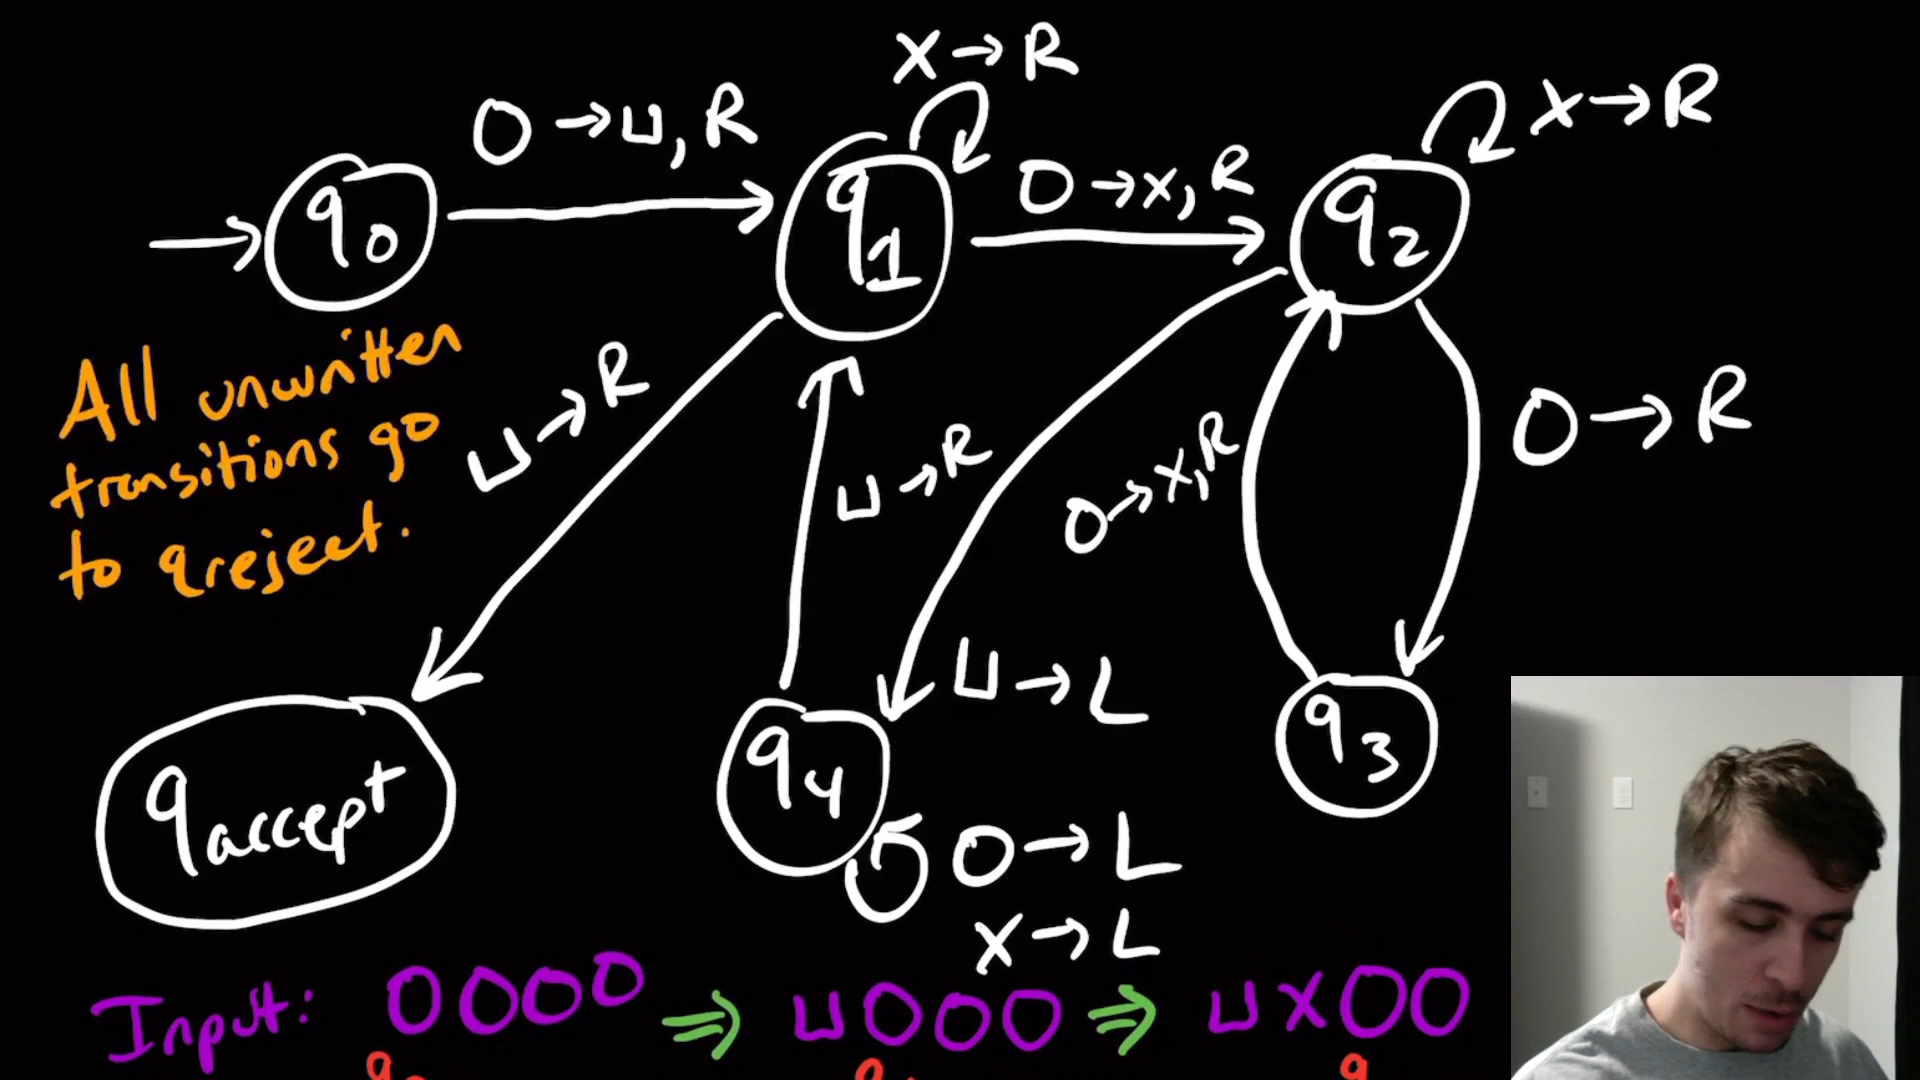 x→R
0→⊔,R
x→R
0→x,R
q0
q1
q2
All unwritten
transitions go
to qreject.
⊔→R
⊔→R
0→x,R
0→R
⊔→L
qaccept
q4
q3
0→L
x→L
Input: 0000 ⇒ ⊔000 ⇒ ⊔x00